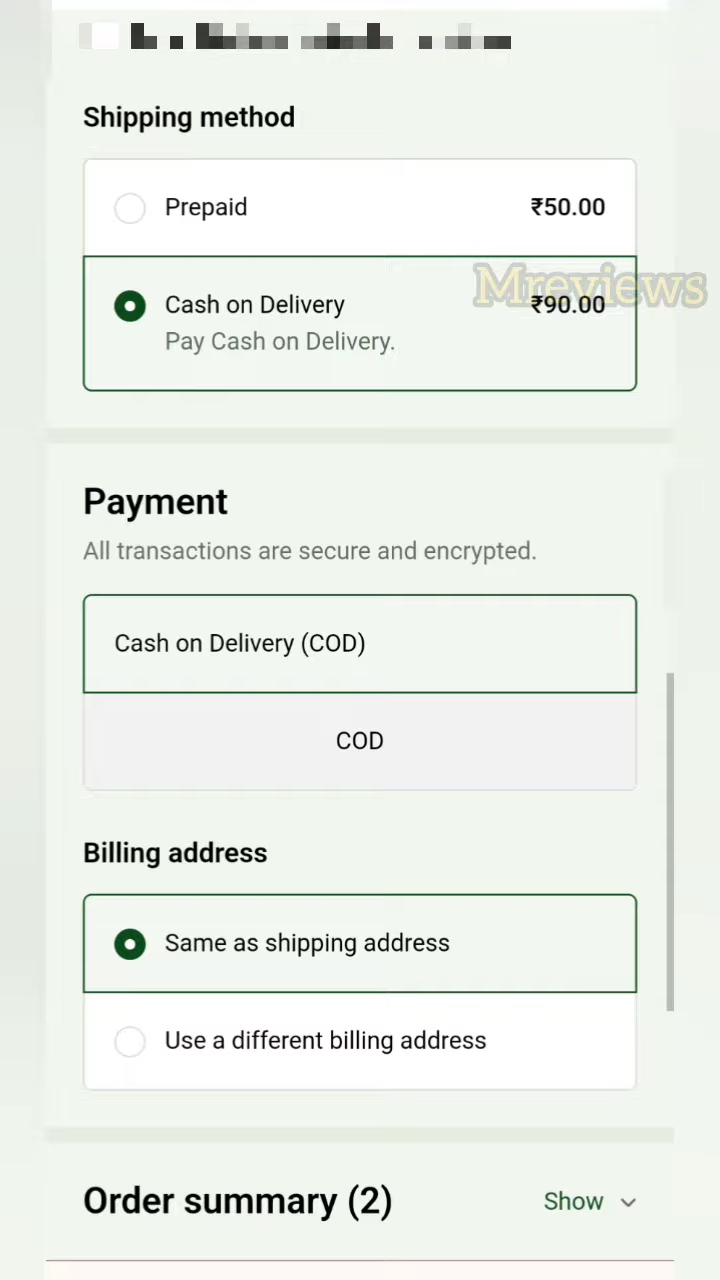 Shipping method
Prepaid ₹50.00
Mreviews
Cash on Delivery ₹90.00
Pay Cash on Delivery.
Payment
All transactions are secure and encrypted.
Cash on Delivery (COD)
COD
Billing address
Same as shipping address
Use a different billing address
Order summary (2) Show